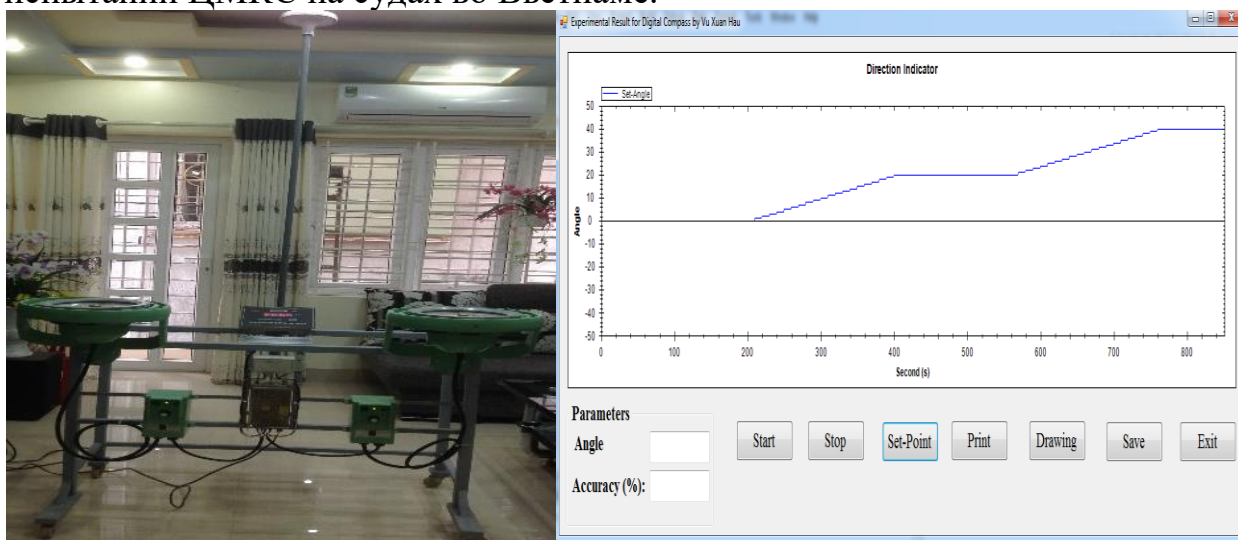 испытаний ЦМКС на судах во Вьетнаме.
Experimental Result for Digital Compass by Vu Xuan Hau
Direction Indicator
Set-Angle
50
40
30
20
10
0
-10
-20
-30
-40
-50
Angle
0 100 200 300 400 500 600 700 800
Second (s)
Parameters
Angle
Accuracy (%):
Start Stop Set-Point Print Drawing Save Exit